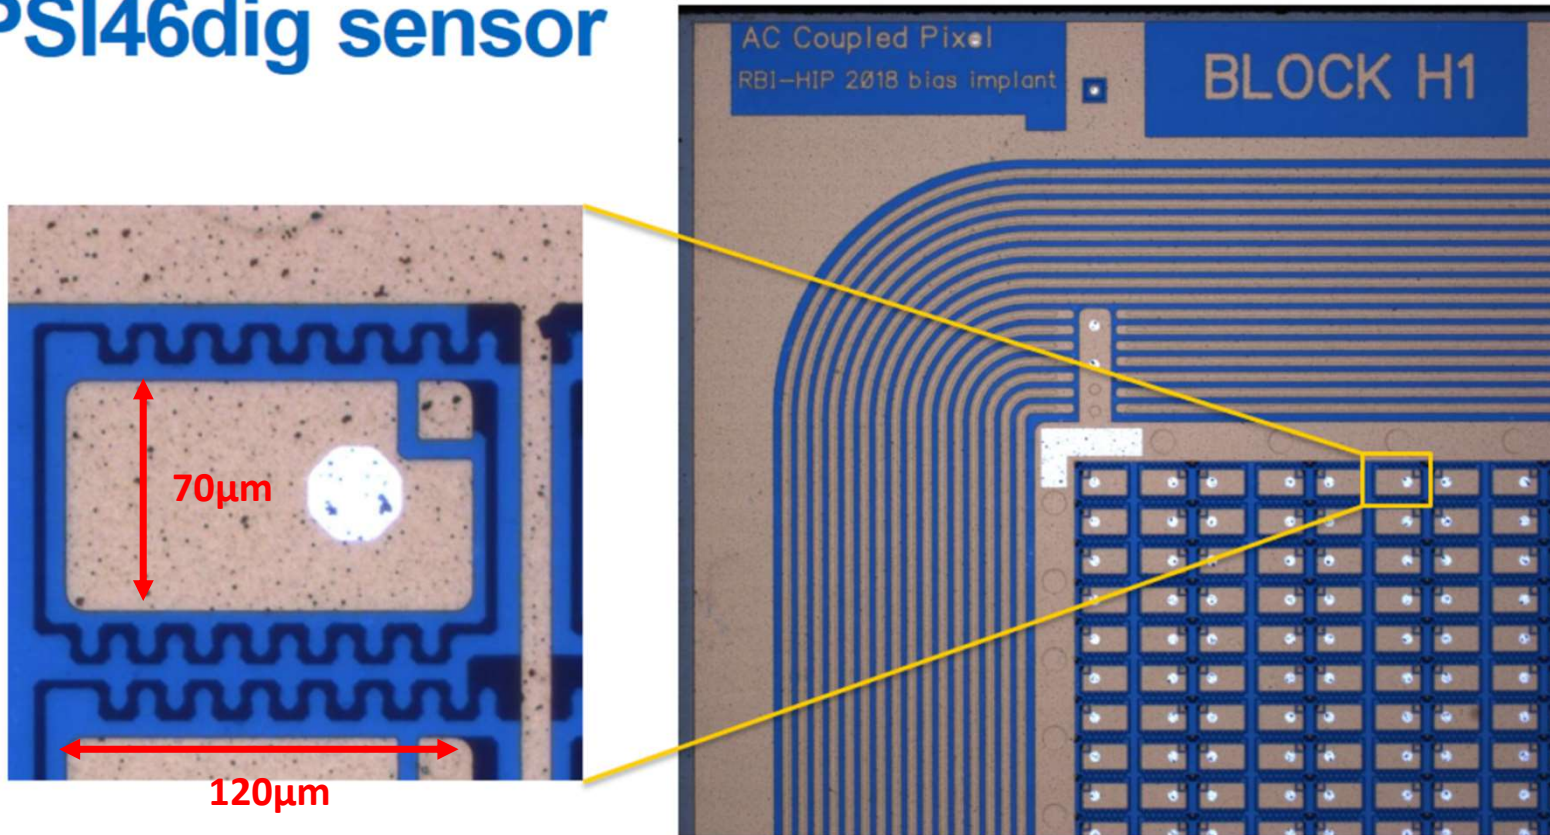 PSI46dig sensor
AC Coupled Pixel
RBI-HIP 2018 bias implant
BLOCK H1
70μm
120μm